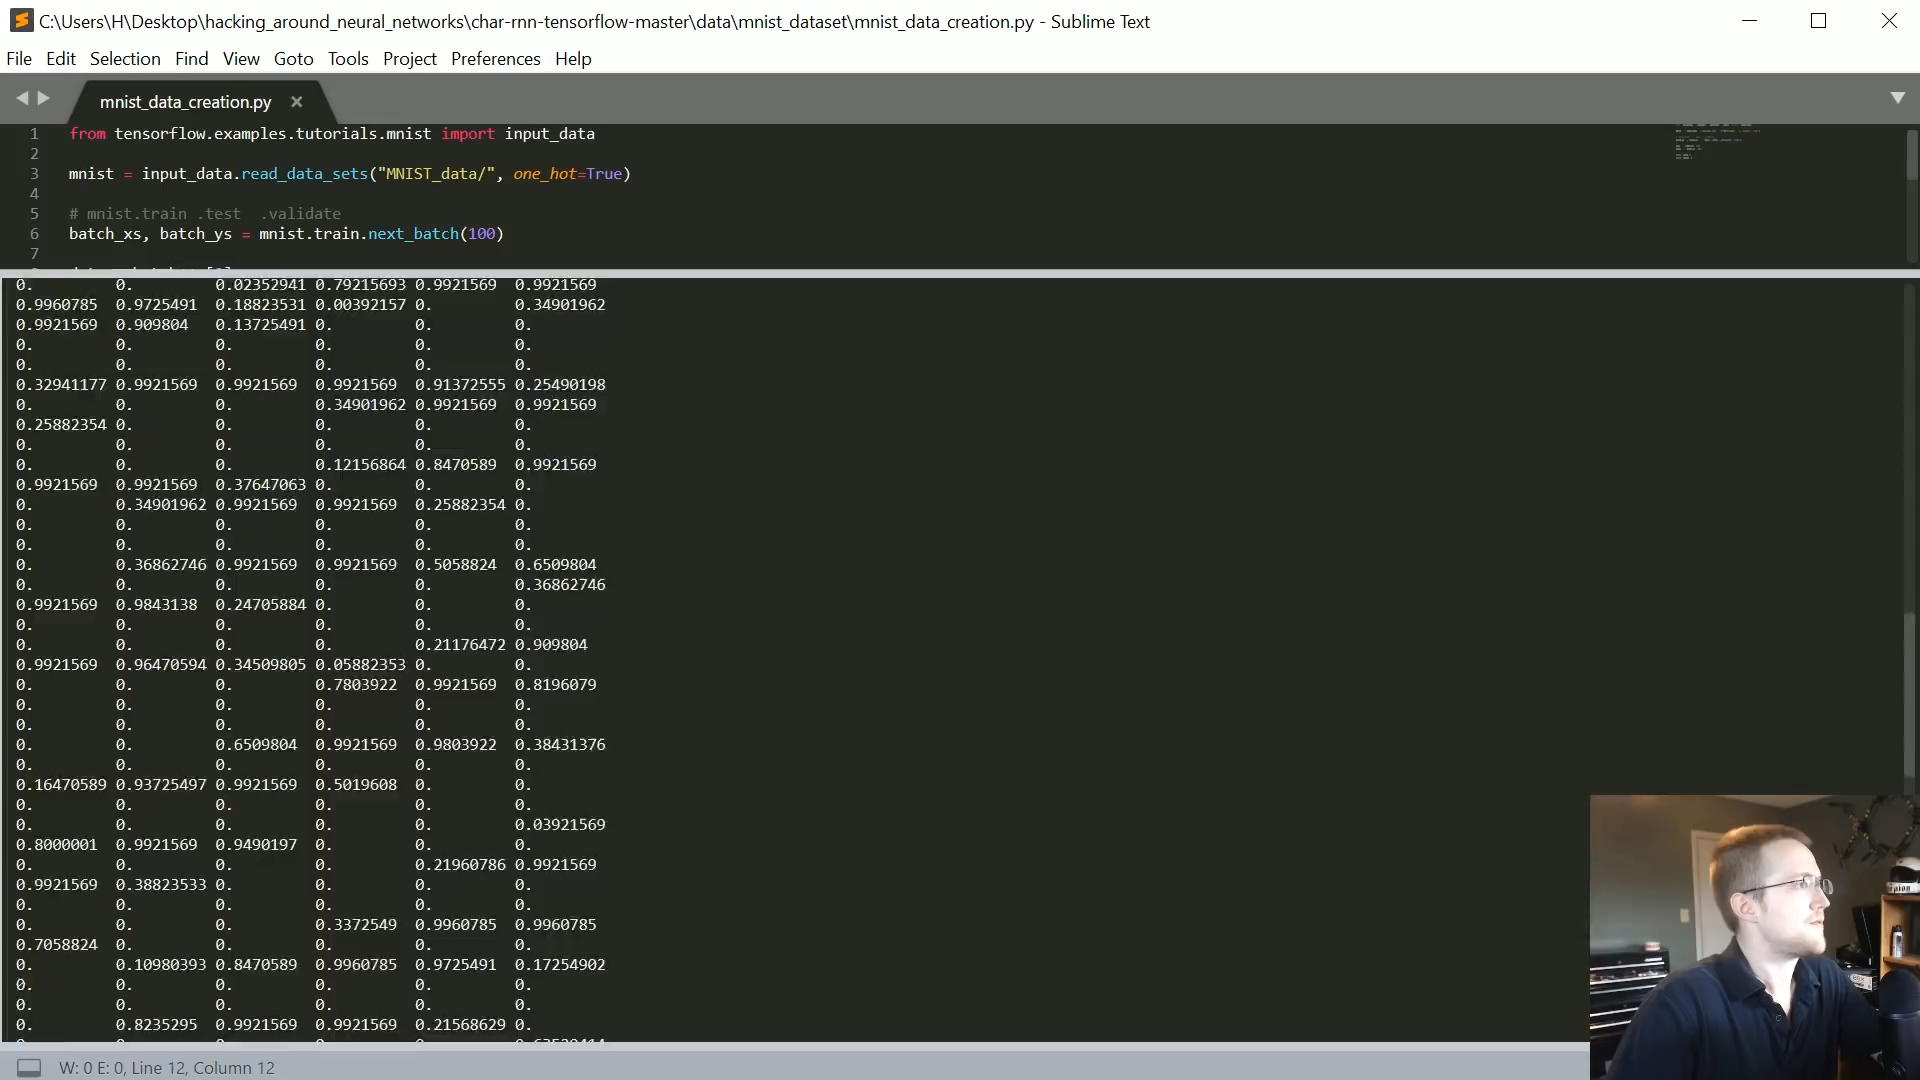 C:\Users\H\Desktop\hacking_around_neural_networks\char-rnn-tensorflow-master\data\mnist_dataset\mnist_data_creation.py - Sublime Text
File Edit Selection Find View Goto Tools Project Preferences Help
mnist_data_creation.py
1 from tensorflow.examples.tutorials.mnist import input_data
2
3 mnist = input_data.read_data_sets("MNIST_data/", one_hot=True)
4
5 # mnist.train .test .validate
6 batch_xs, batch_ys = mnist.train.next_batch(100)
7
0. 0. 0.02352941 0.79215693 0.9921569 0.9921569
0.9960785 0.9725491 0.18823531 0.00392157 0. 0.34901962
0.9921569 0.909804 0.13725491 0. 0. 0.
0. 0. 0. 0. 0. 0.
0. 0. 0. 0. 0. 0.
0.32941177 0.9921569 0.9921569 0.9921569 0.91372555 0.25490198
0. 0. 0. 0.34901962 0.9921569 0.9921569
0.25882354 0. 0. 0. 0. 0.
0. 0. 0. 0. 0. 0.
0. 0. 0. 0.12156864 0.8470589 0.9921569
0.9921569 0.9921569 0.37647063 0. 0. 0.
0. 0.34901962 0.9921569 0.9921569 0.25882354 0.
0. 0. 0. 0. 0. 0.
0. 0. 0. 0. 0. 0.
0. 0.36862746 0.9921569 0.9921569 0.5058824 0.6509804
0. 0. 0. 0. 0. 0.36862746
0.9921569 0.9843138 0.24705884 0. 0. 0.
0. 0. 0. 0. 0. 0.
0. 0. 0. 0. 0.21176472 0.909804
0.9921569 0.96470594 0.34509805 0.05882353 0. 0.
0. 0. 0. 0.7803922 0.9921569 0.8196079
0. 0. 0. 0. 0. 0.
0. 0. 0. 0. 0. 0.
0. 0. 0.6509804 0.9921569 0.9803922 0.38431376
0. 0. 0. 0. 0. 0.
0.16470589 0.93725497 0.9921569 0.5019608 0. 0.
0. 0. 0. 0. 0. 0.
0. 0. 0. 0. 0. 0.03921569
0.8000001 0.9921569 0.9490197 0. 0. 0.
0. 0. 0. 0. 0.21960786 0.9921569
0.9921569 0.38823533 0. 0. 0. 0.
0. 0. 0. 0. 0. 0.
0. 0. 0. 0.3372549 0.9960785 0.9960785
0.7058824 0. 0. 0. 0. 0.
0. 0.10980393 0.8470589 0.9960785 0.9725491 0.17254902
0. 0. 0. 0. 0. 0.
0. 0. 0. 0. 0. 0.
0. 0.8235295 0.9921569 0.9921569 0.21568629 0.
W: 0 E: 0, Line 12, Column 12